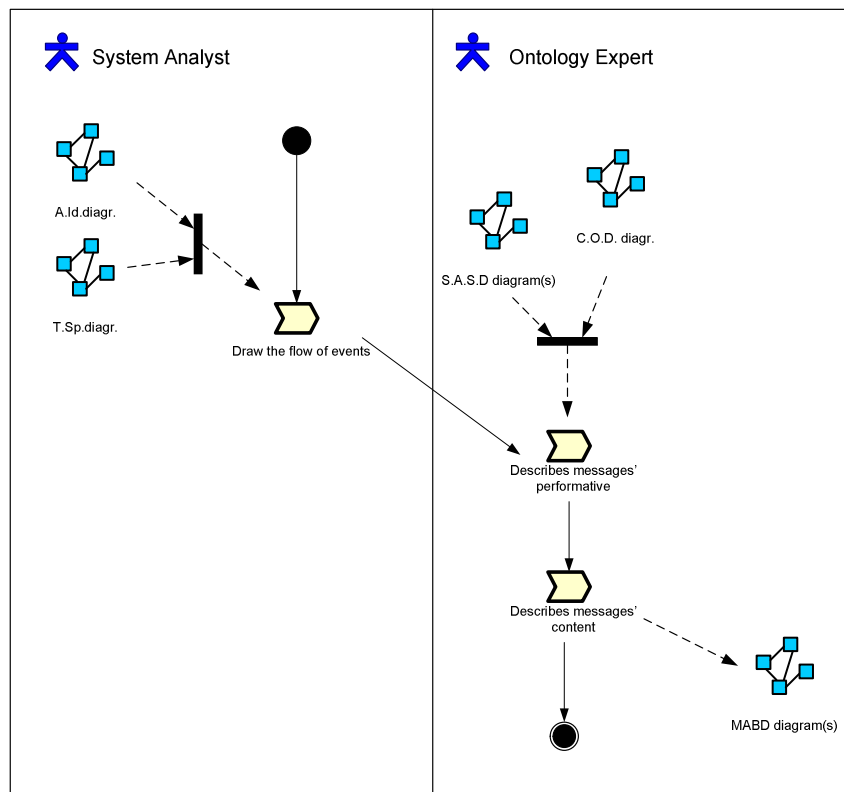 System Analyst
A.Id.diagr.
T.Sp.diagr.
Draw the flow of events
Ontology Expert
C.O.D. diagr.
S.A.S.D diagram(s)
Describes messages'
performative
Describes messages'
content
MABD diagram(s)